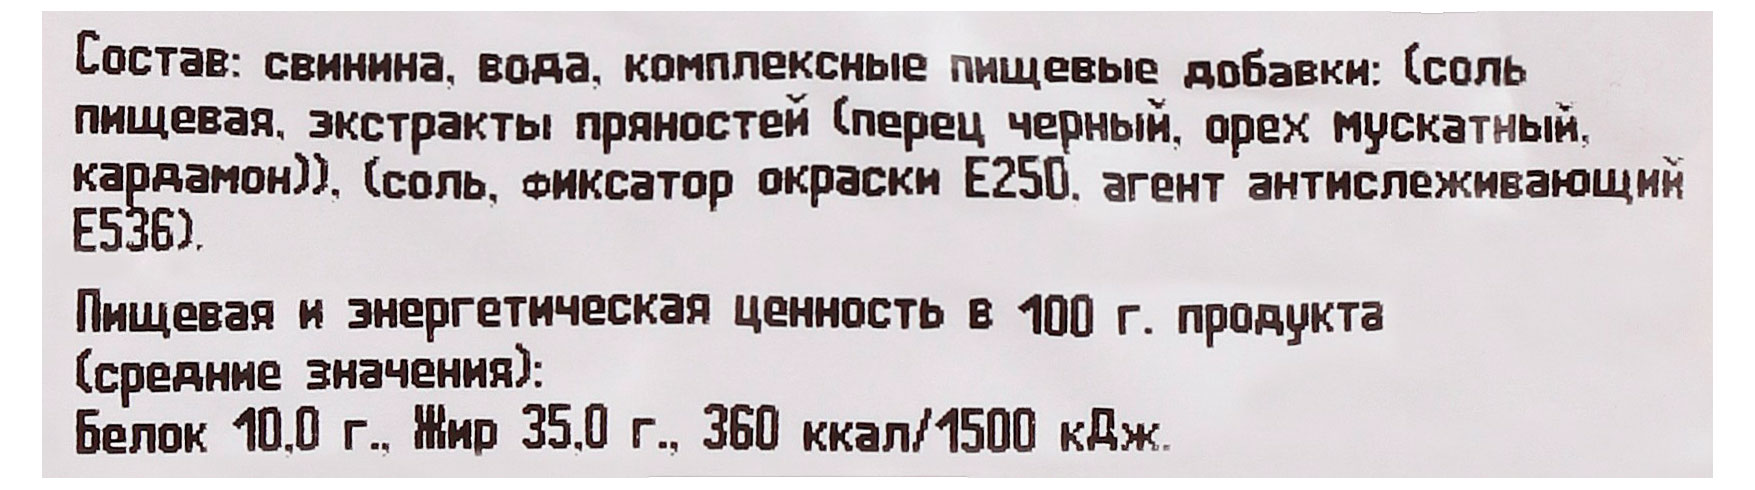 Состав: свинина, вода, комплексные пищевые добавки: (соль
пищевая, экстракты пряностей (перец черный, орех мускатный,
кардамон)), (соль, фиксатор окраски Е250, агент антислеживающий
Е536).
Пищевая и энергетическая ценность в 100 г. продукта
(средние значения):
Белок 10,0 г., Жир 35,0 г., 360 ккал/1500 кДж.